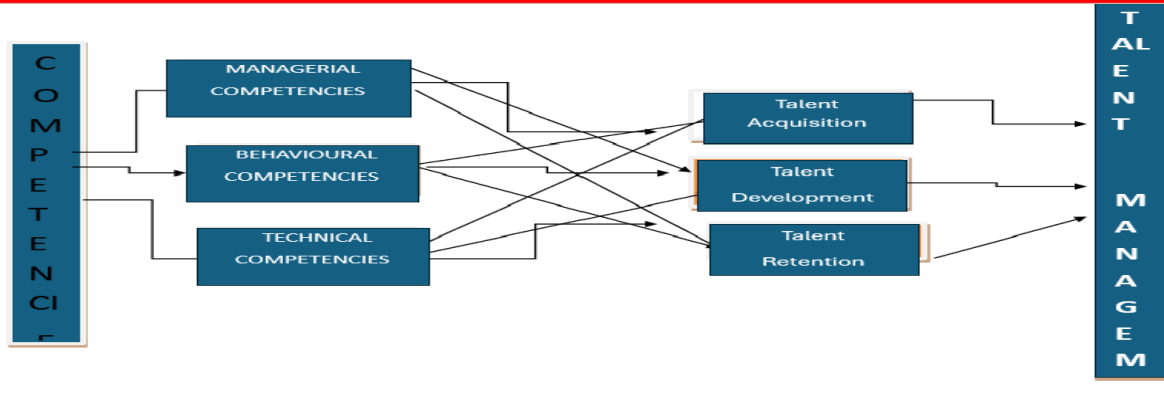 C
O
M
P
E
T
E
N
CI
MANAGERIAL
COMPETENCIES
BEHAVIOURAL
COMPETENCIES
TECHNICAL
COMPETENCIES
Talent
Acquisition
Talent
Development
Talent
Retention
T
AL
E
N
T
M
A
N
A
G
E
M